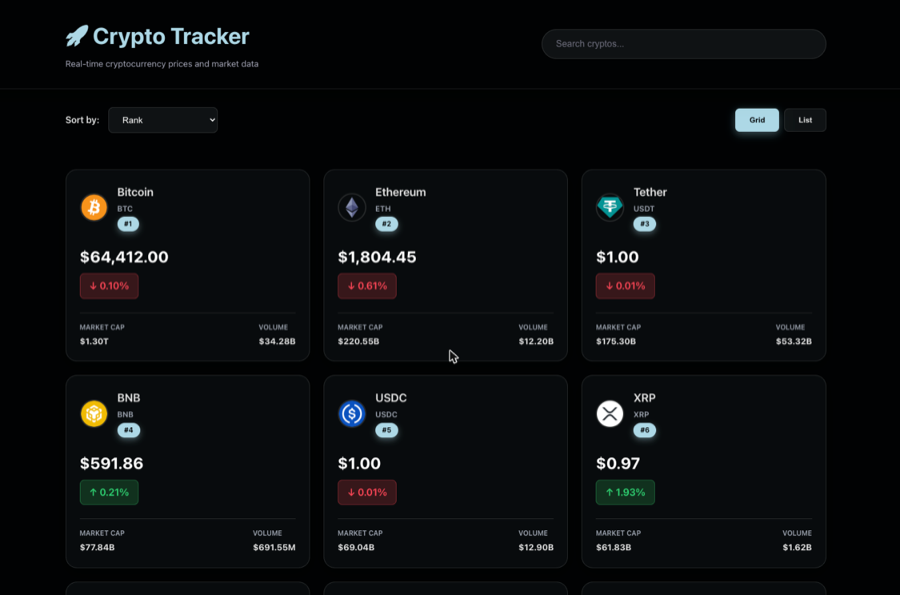 Crypto Tracker
Real-time cryptocurrency prices and market data
Search cryptos...
Sort by:
Rank
Grid
List
Bitcoin
BTC
#1
$64,412.00
↓ 0.10%
MARKET CAP
VOLUME
$1.30T
$34.28B
Ethereum
ETH
#2
$1,804.45
↓ 0.61%
MARKET CAP
VOLUME
$220.55B
$12.20B
Tether
USDT
#3
$1.00
↓ 0.01%
MARKET CAP
VOLUME
$175.30B
$53.32B
BNB
BNB
#4
$591.86
↑ 0.21%
MARKET CAP
VOLUME
$77.84B
$691.55M
USDC
USDC
#5
$1.00
↓ 0.01%
MARKET CAP
VOLUME
$69.04B
$12.90B
XRP
XRP
#6
$0.97
↑ 1.93%
MARKET CAP
VOLUME
$61.83B
$1.62B